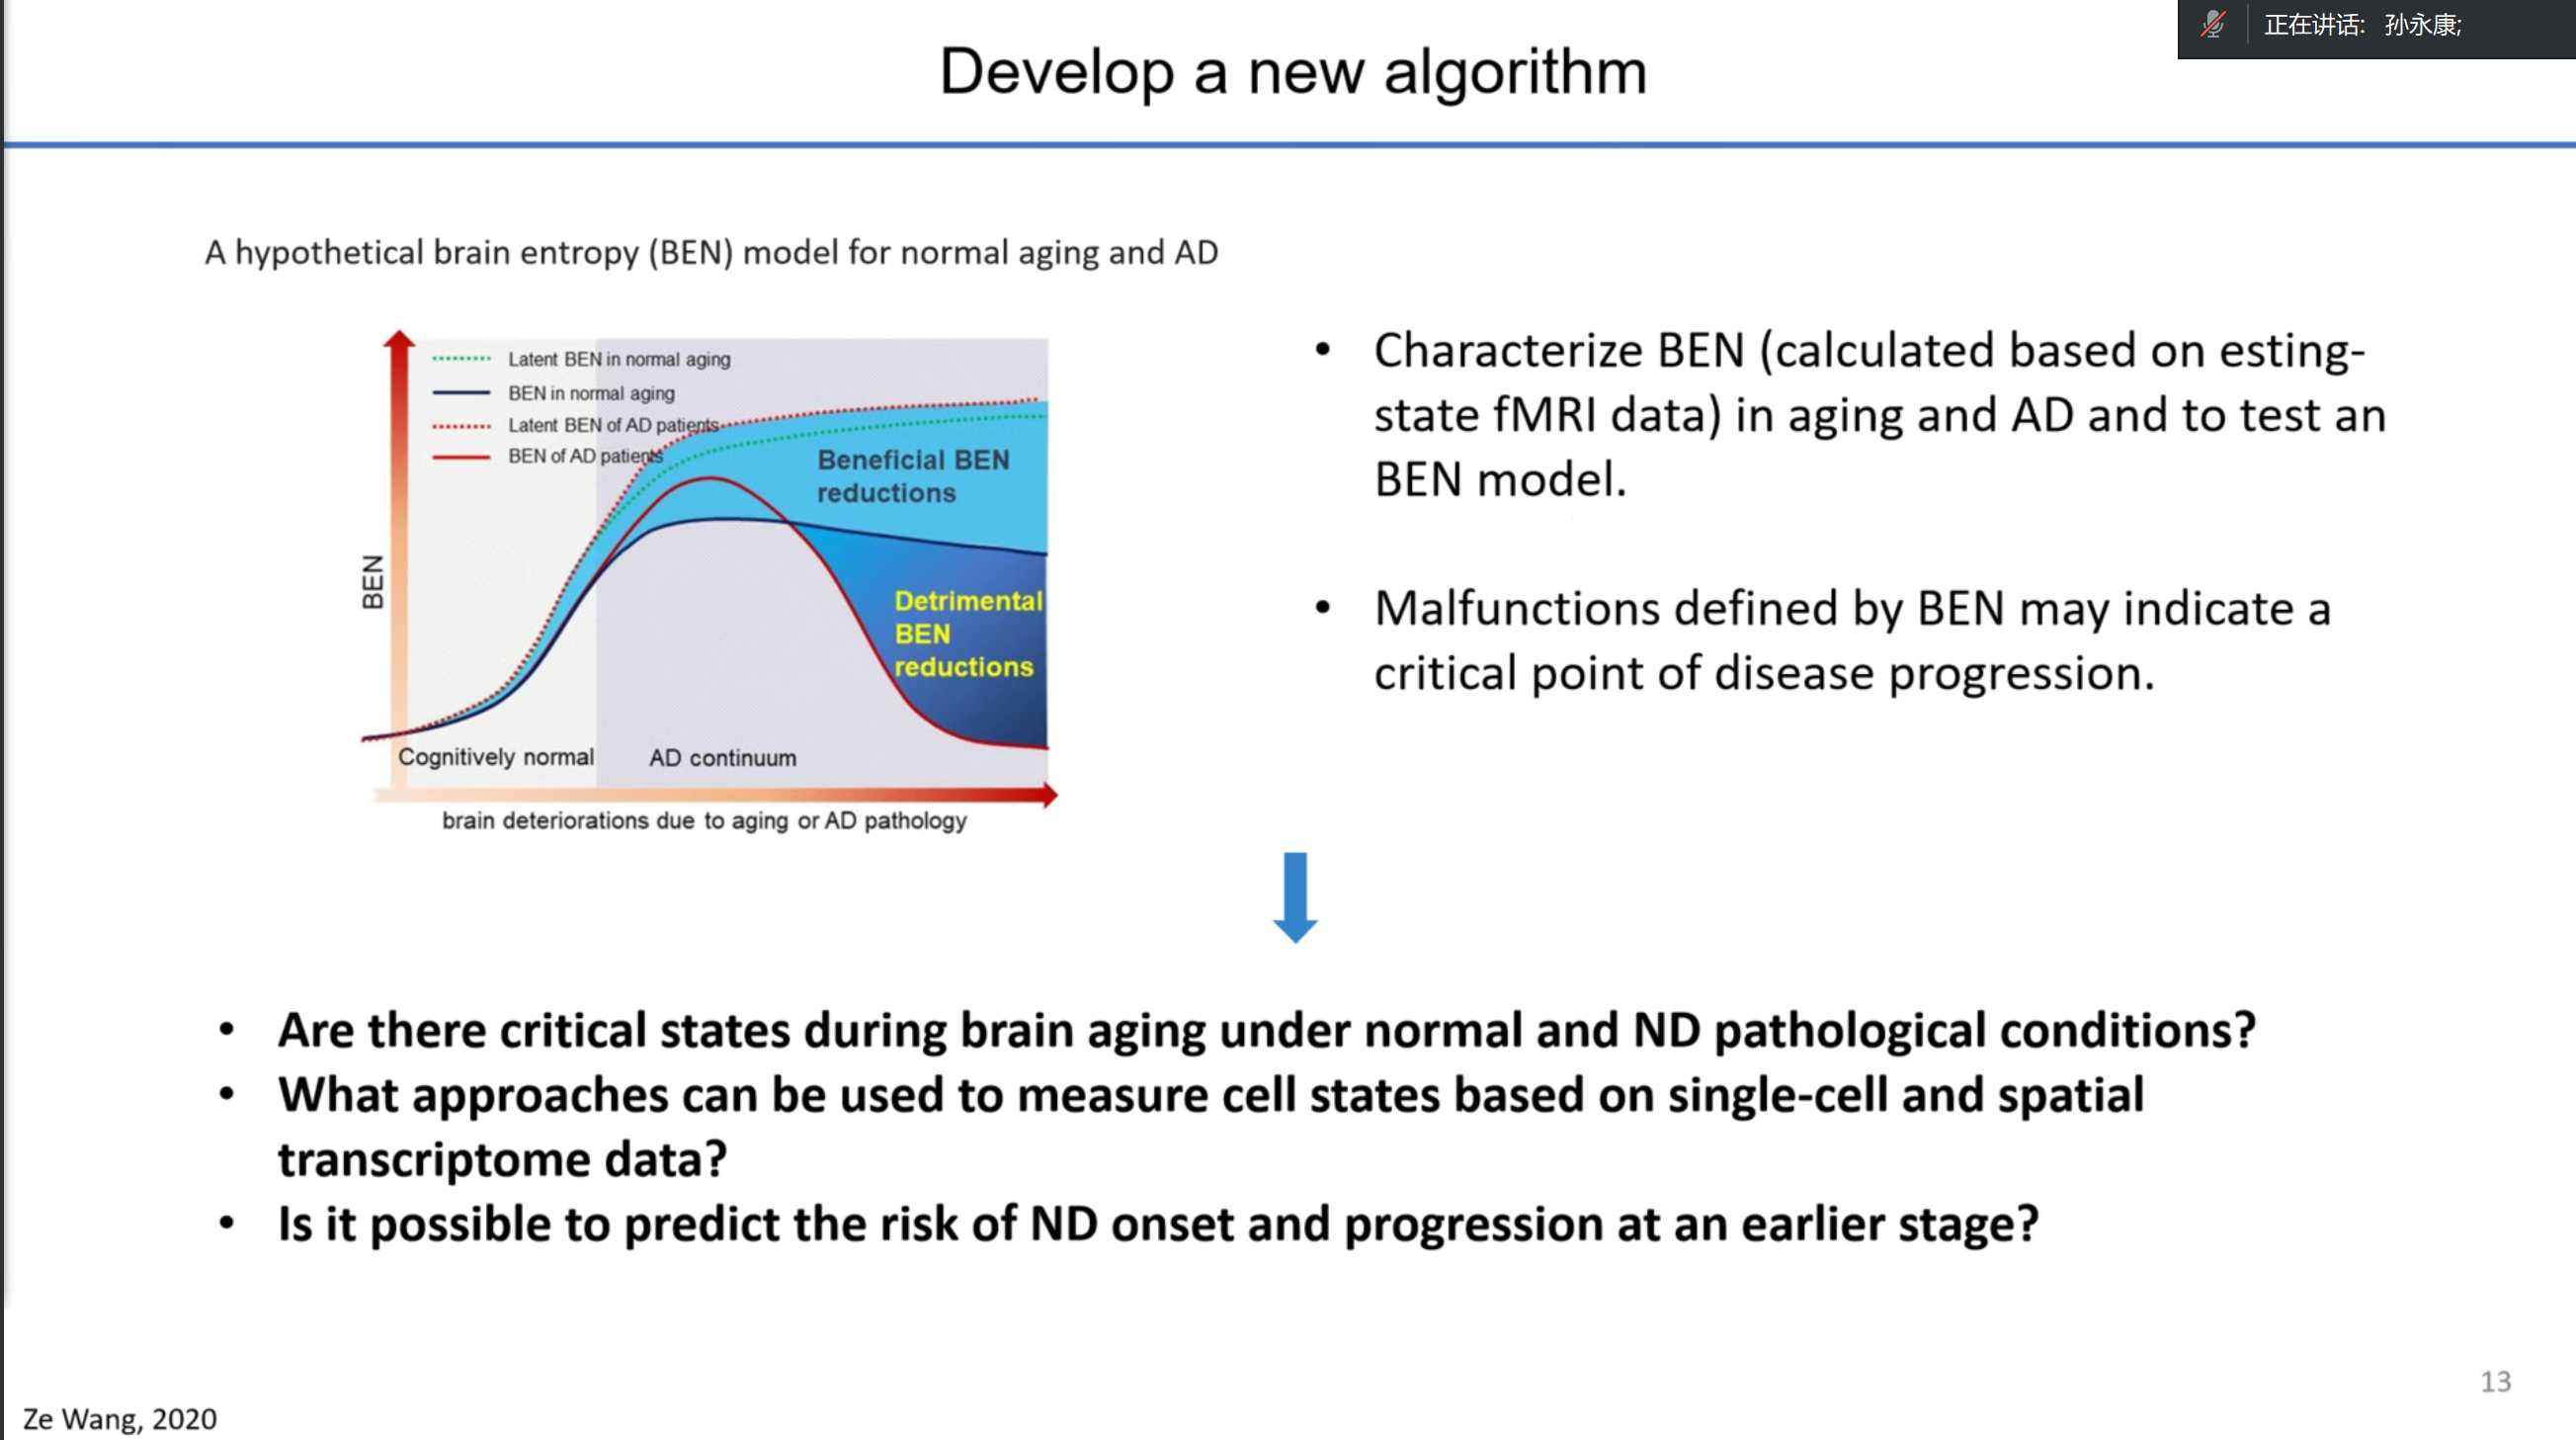 正在讲话: 孙永康;
Develop a new algorithm
A hypothetical brain entropy (BEN) model for normal aging and AD
Latent BEN in normal aging
BEN in normal aging
Latent BEN of AD patients
BEN of AD patients
Beneficial BEN
reductions
Detrimental
BEN
reductions
BEN
Cognitively normal
AD continuum
brain deteriorations due to aging or AD pathology
• Characterize BEN (calculated based on esting-
state fMRI data) in aging and AD and to test an
BEN model.
• Malfunctions defined by BEN may indicate a
critical point of disease progression.
• Are there critical states during brain aging under normal and ND pathological conditions?
• What approaches can be used to measure cell states based on single-cell and spatial
transcriptome data?
• Is it possible to predict the risk of ND onset and progression at an earlier stage?
13
Ze Wang, 2020